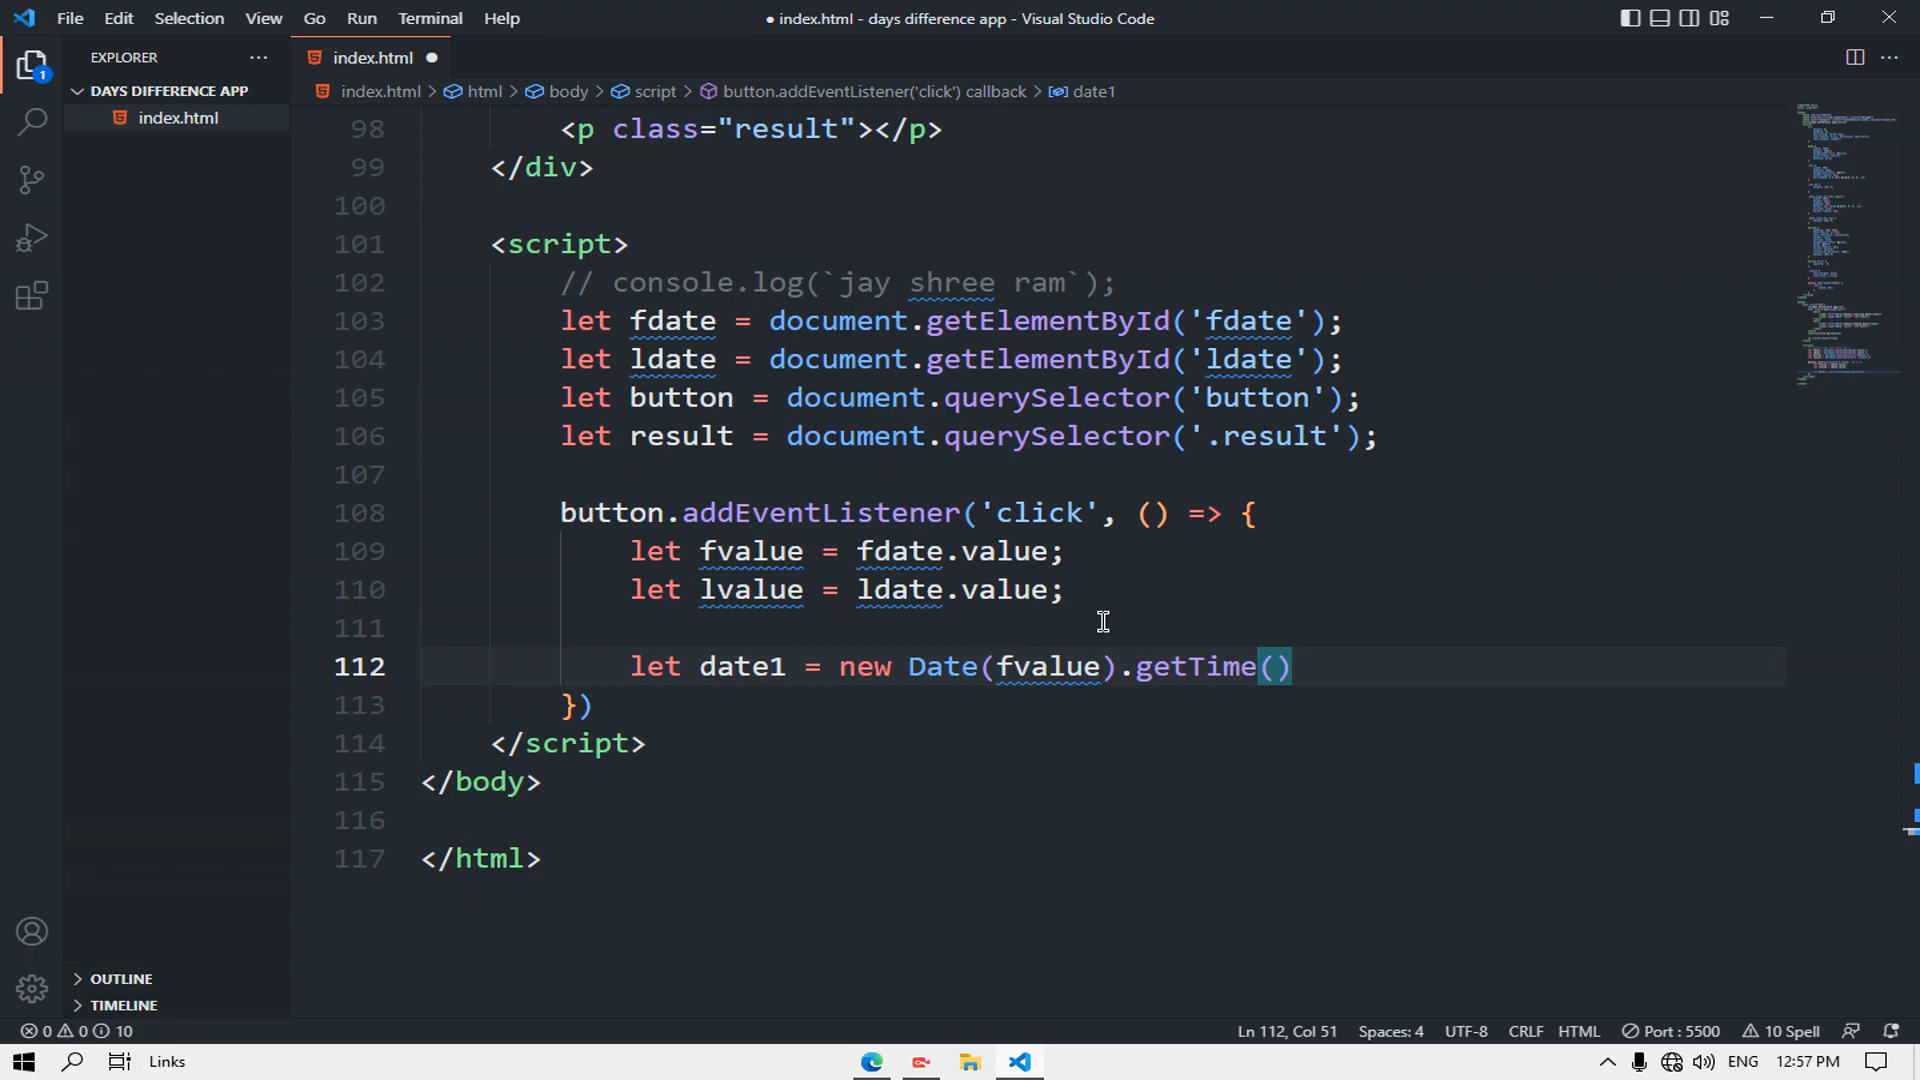 File Edit Selection View Go Run Terminal Help ● index.html - days difference app - Visual Studio Code
EXPLORER ···
index.html ●
DAYS DIFFERENCE APP
index.html > html > body > script > button.addEventListener('click') callback > date1
index.html
1
98 <p class="result"></p>
99 </div>
100
101 <script>
102 // console.log(`jay shree ram`);
103 let fdate = document.getElementById('fdate');
104 let ldate = document.getElementById('ldate');
105 let button = document.querySelector('button');
106 let result = document.querySelector('.result');
107
108 button.addEventListener('click', () => {
109 let fvalue = fdate.value;
110 let lvalue = ldate.value;
111
112 let date1 = new Date(fvalue).getTime()
113 })
114 </script>
115 </body>
116
117 </html>
OUTLINE
TIMELINE
0 0 10 Ln 112, Col 51 Spaces: 4 UTF-8 CRLF HTML Port : 5500 10 Spell
Links ENG 12:57 PM